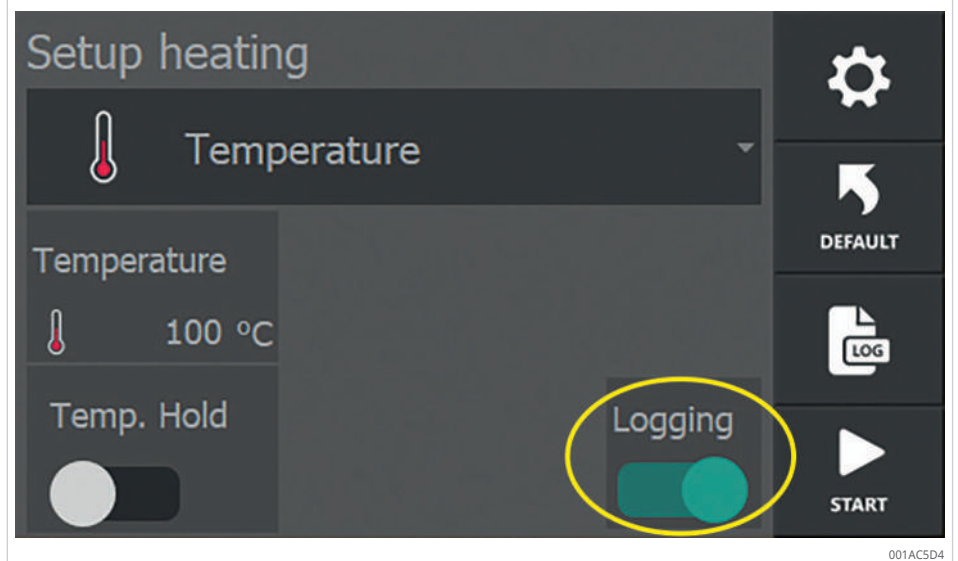 Setup heating
Temperature
Temperature
100 °C
Temp. Hold
Logging
DEFAULT
LOG
START
001AC5D4